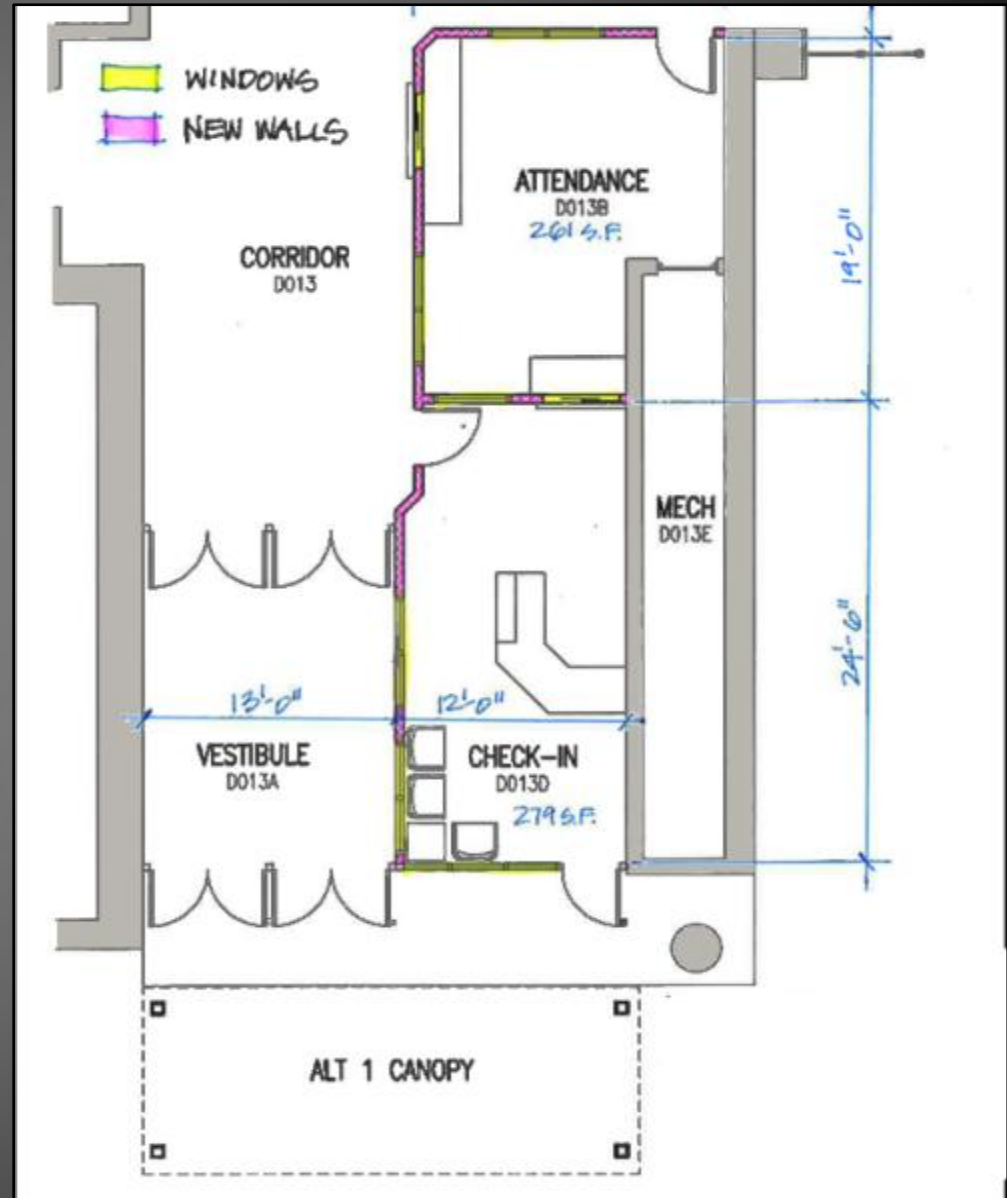 WINDOWS
NEW WALLS
ATTENDANCE
D013B
261 S.F.
CORRIDOR
D013
19'-0"
MECH
D013E
24'-6"
13'-0"
12'-0"
VESTIBULE
D013A
CHECK-IN
D013D
279 S.F.
ALT 1 CANOPY